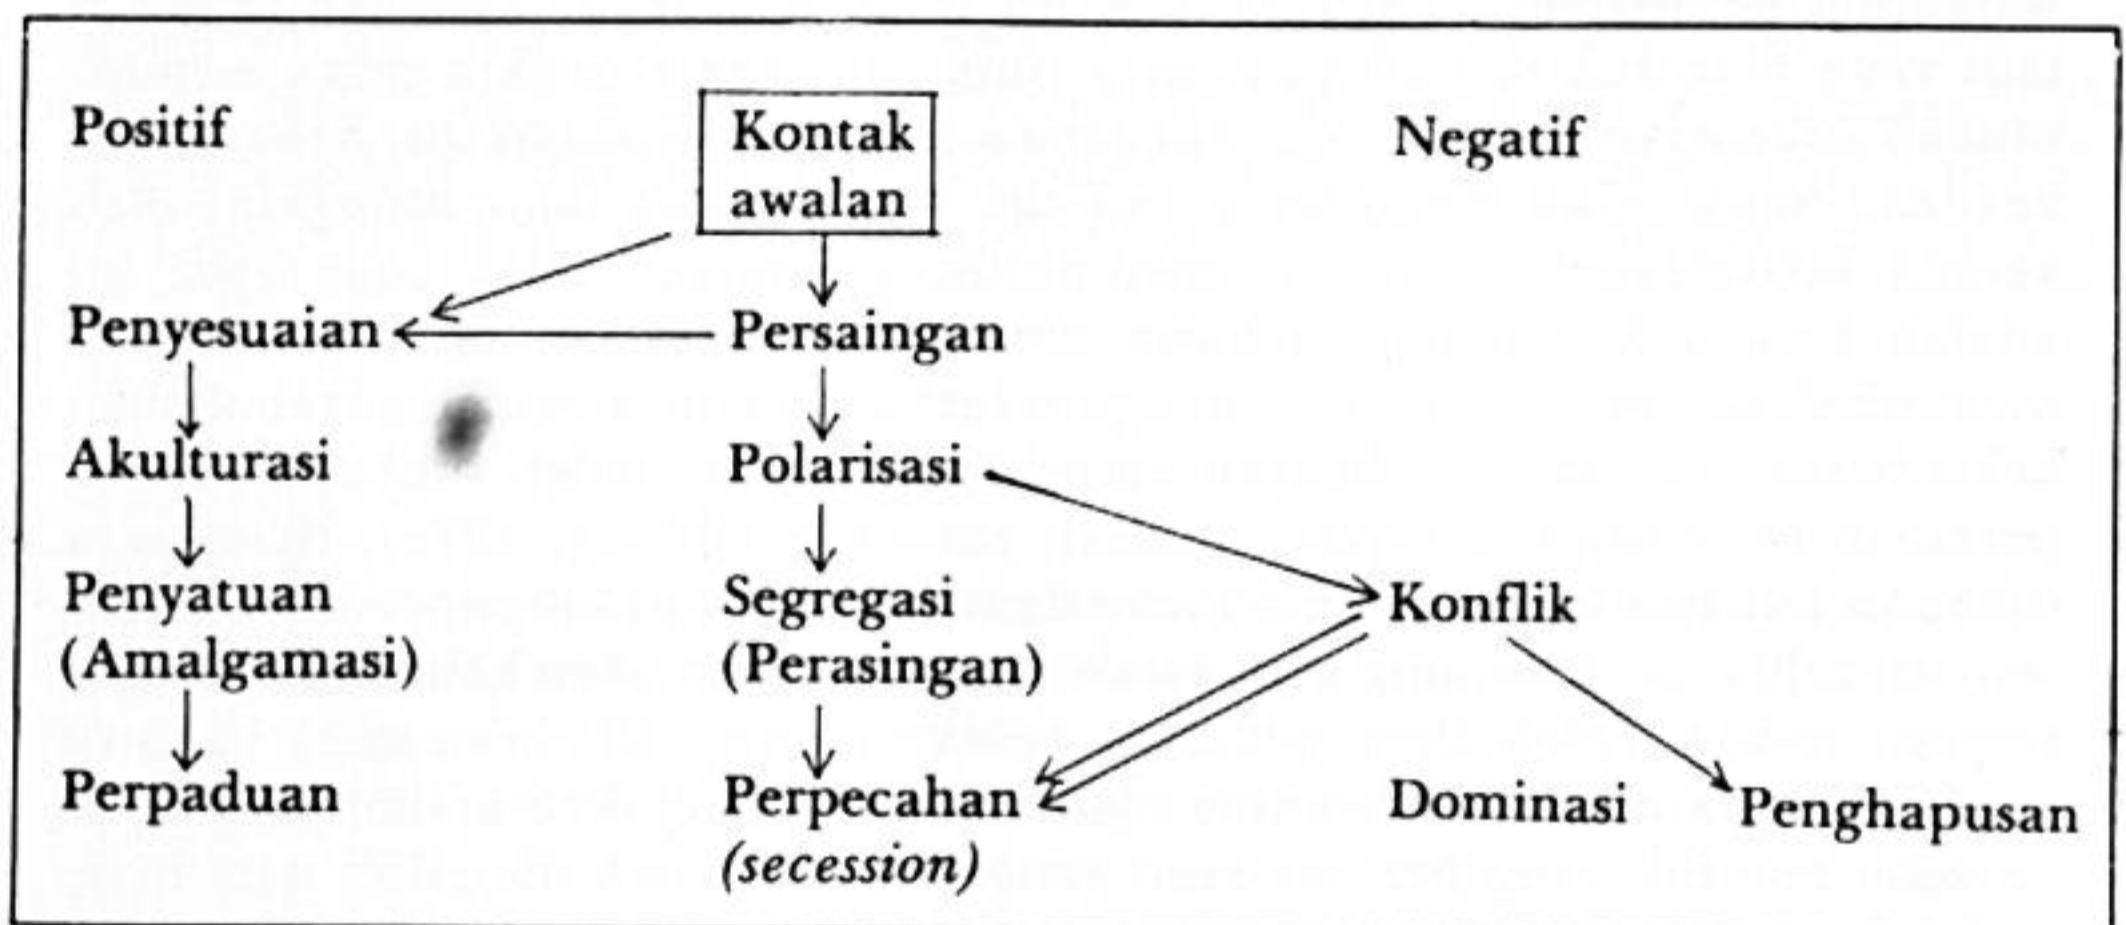 Positif
Kontak
awalan
Negatif
Penyesuaian
Persaingan
Akulturasi
Polarisasi
Penyatuan
(Amalgamasi)
Segregasi
(Perasingan)
Konflik
Perpaduan
Perpecahan
(secession)
Dominasi
Penghapusan